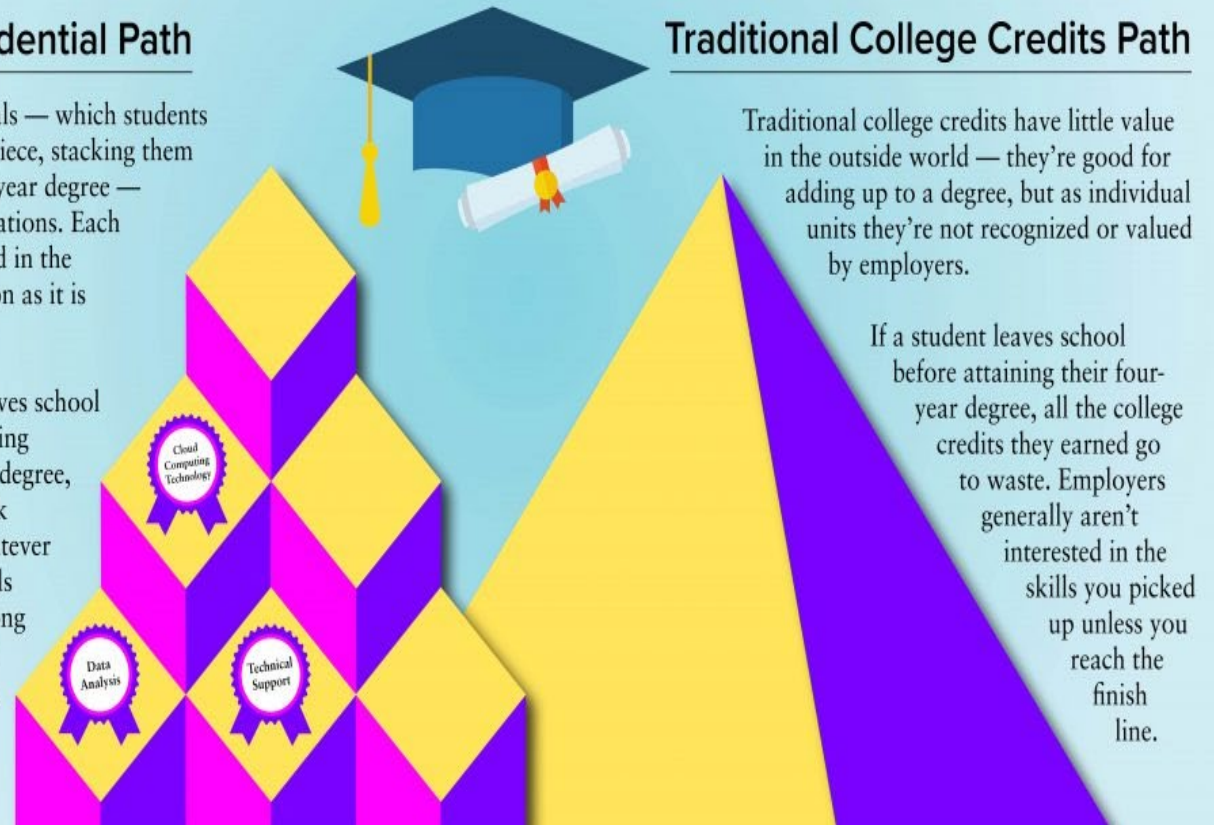 dential Path
ls — which students
iece, stacking them
year degree —
ations. Each
d in the
n as it is
ves school
ing
degree,
k
tever
ls
ng
Cloud
Computing
Technology
Data
Analysis
Technical
Support
Traditional College Credits Path
Traditional college credits have little value
in the outside world — they’re good for
adding up to a degree, but as individual
units they’re not recognized or valued
by employers.
If a student leaves school
before attaining their four-
year degree, all the college
credits they earned go
to waste. Employers
generally aren’t
interested in the
skills you picked
up unless you
reach the
finish
line.